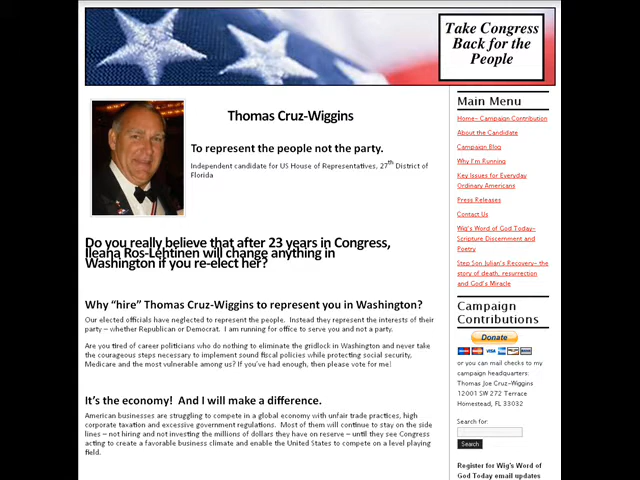 Take Congress
Back for the
People
Thomas Cruz-Wiggins
To represent the people not the party.
Independent candidate for US House of Representatives, 27th District of
Florida
Do you really believe that after 23 years in Congress,
Ileana Ros-Lehtinen will change anything in
Washington if you re-elect her?
Why “hire” Thomas Cruz-Wiggins to represent you in Washington?
Our elected officials have neglected to represent the people. Instead they represent the interests of their
party – whether Republican or Democrat. I am running for office to serve you and not a party.
Are you tired of career politicians who do nothing to eliminate the gridlock in Washington and never take
the courageous steps necessary to implement sound fiscal policies while protecting social security,
Medicare and the most vulnerable among us? If you've had enough, then please vote for me!
It's the economy! And I will make a difference.
American businesses are struggling to compete in a global economy with unfair trade practices, high
corporate taxation and excessive government regulations. Most of them will continue to stay on the side
lines – not hiring and not investing the millions of dollars they have on reserve – until they see Congress
acting to create a favorable business climate and enable the United States to compete on a level playing
field.
Main Menu
Home- Campaign Contribution
About the Candidate
Campaign Blog
Why I'm Running
Key Issues for Everyday
Ordinary Americans
Press Releases
Contact Us
Wig's Word of God Today-
Scripture Discernment and
Poetry
Step Son Julian's Recovery- the
story of death, resurrection
and God's Miracle
Campaign
Contributions
Donate
or you can mail checks to my
campaign headquarters:
Thomas Joe Cruz-Wiggins
12001 SW 272 Terrace
Homestead, FL 33032
Search for:
Search
Register for Wig's Word of
God Today email updates